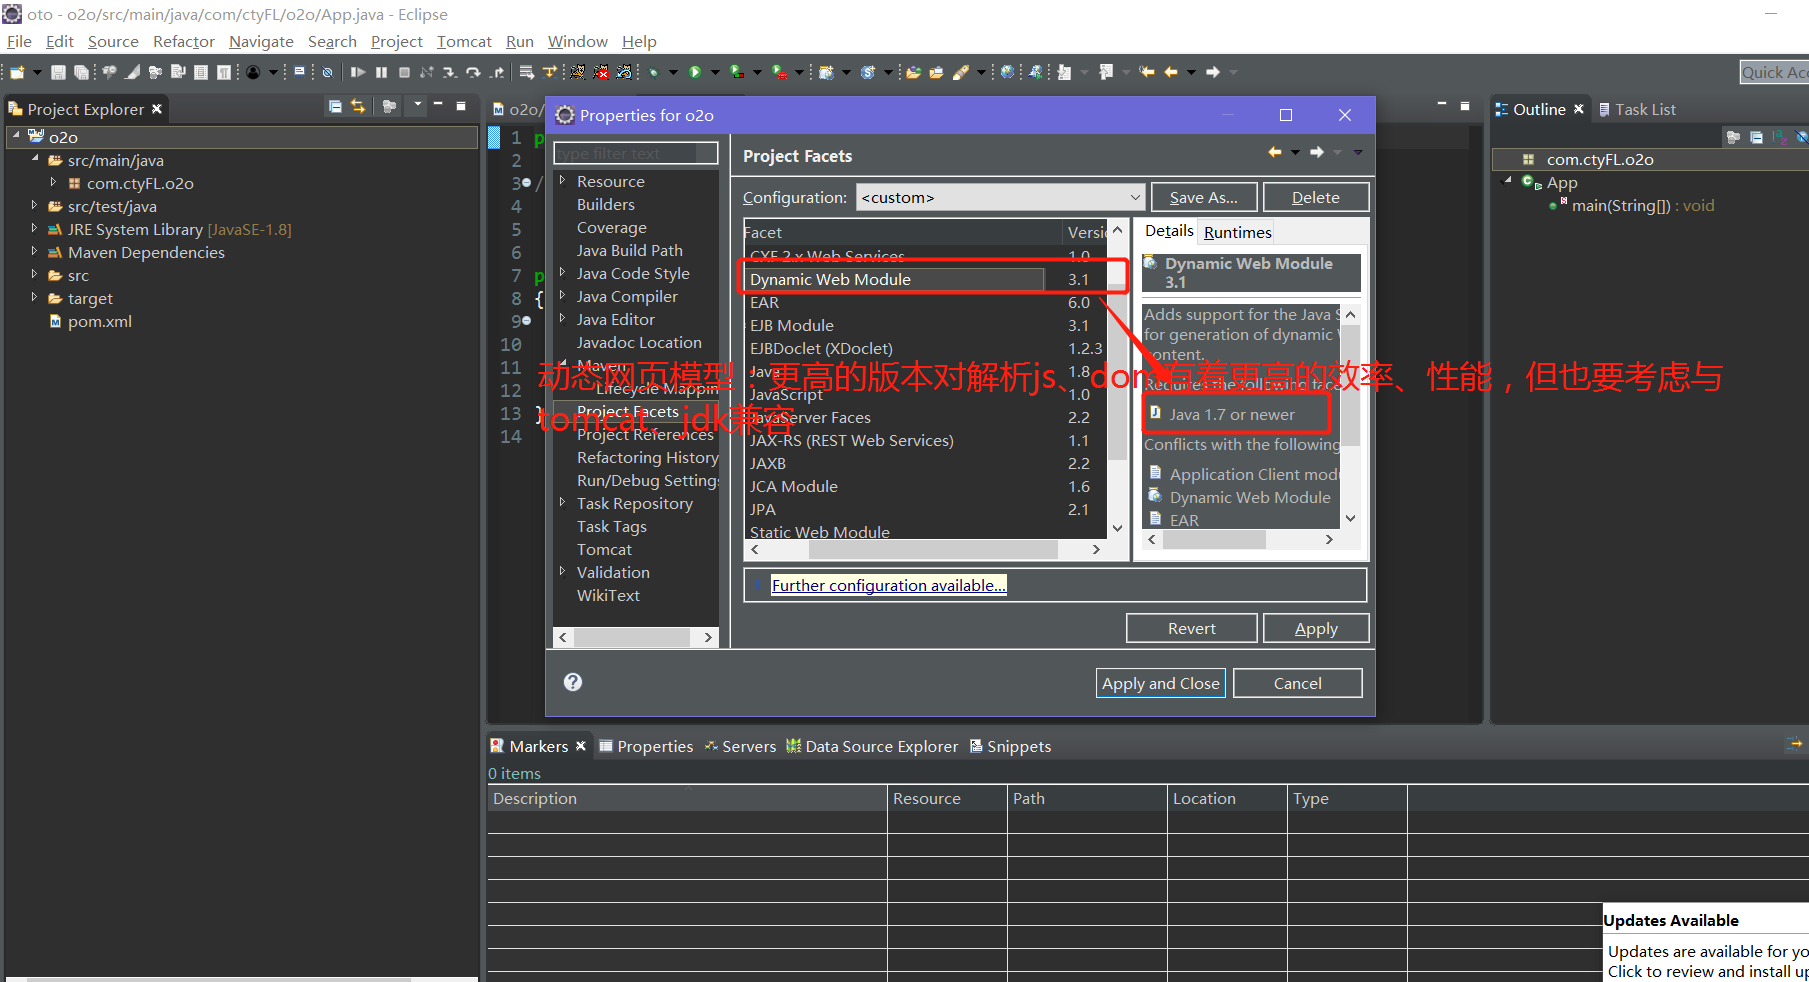 oto - o2o/src/main/java/com/ctyFL/o2o/App.java - Eclipse
File Edit Source Refactor Navigate Search Project Tomcat Run Window Help
Quick Acc
Project Explorer
o2o
src/main/java
com.ctyFL.o2o
src/test/java
JRE System Library [JavaSE-1.8]
Maven Dependencies
src
target
pom.xml
o2o/
1 p
2
3 /
4
5
6
7 p
8 {
9
10
11
12
13 }
14
Properties for o2o
type filter text
Resource
Builders
Coverage
Java Build Path
Java Code Style
Java Compiler
Java Editor
Javadoc Location
Maven
Lifecycle Mappin
Project Facets
Project References
Refactoring History
Run/Debug Settings
Task Repository
Task Tags
Tomcat
Validation
WikiText
Project Facets
Configuration: <custom> Save As... Delete
Facet Versio
CXF 2.x Web Services 1.0
Dynamic Web Module 3.1
EAR 6.0
EJB Module 3.1
EJBDoclet (XDoclet) 1.2.3
Java 1.8
JavaScript 1.0
JavaServer Faces 2.2
JAX-RS (REST Web Services) 1.1
JAXB 2.2
JCA Module 1.6
JPA 2.1
Static Web Module
Details Runtimes
Dynamic Web Module
3.1
Adds support for the Java S
for generation of dynamic
content.
Requires the following face
Java 1.7 or newer
Conflicts with the following
Application Client modu
Dynamic Web Module
EAR
动态网页模型：更高的版本对解析js、dom有着更高的效率、性能，但也要考虑与
tomcat、jdk兼容
Further configuration available...
Revert Apply
Apply and Close Cancel
Outline Task List
com.ctyFL.o2o
App
main(String[]) : void
Markers Properties Servers Data Source Explorer Snippets
0 items
Description Resource Path Location Type
Updates Available
Updates are available for yo
Click to review and install up